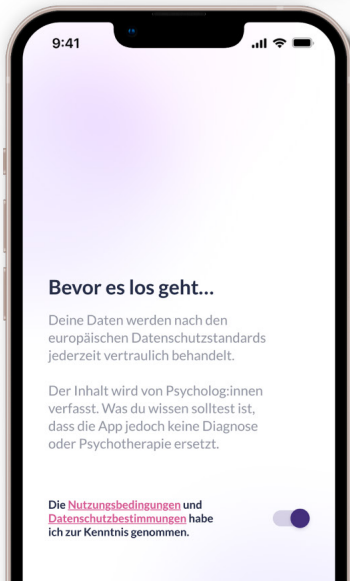 9:41
Bevor es los geht...
Deine Daten werden nach den
europäischen Datenschutzstandards
jederzeit vertraulich behandelt.
Der Inhalt wird von Psycholog:innen
verfasst. Was du wissen solltest ist,
dass die App jedoch keine Diagnose
oder Psychotherapie ersetzt.
Die Nutzungsbedingungen und
Datenschutzbestimmungen habe
ich zur Kenntnis genommen.